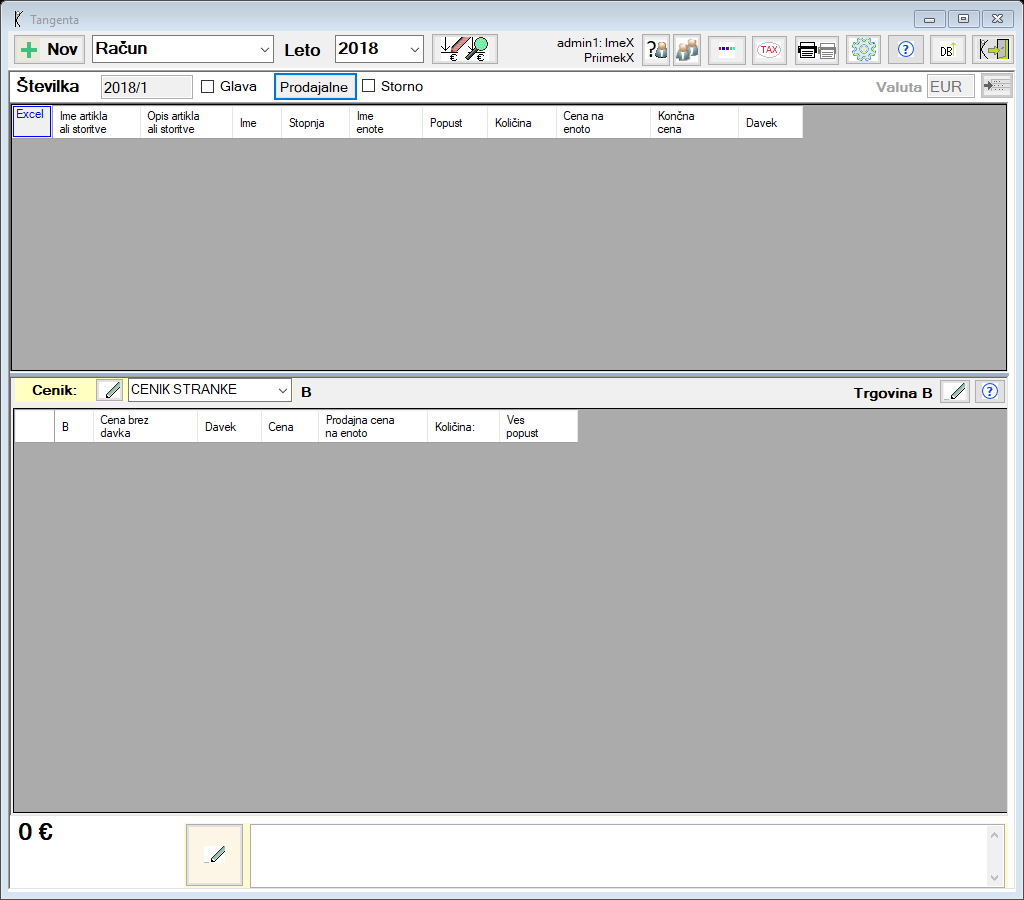 Tangenta
Nov Račun Leto 2018 € € admin1: ImeX
PriimekX
TAX DB
Številka 2018/1 Glava Prodajalne Storno Valuta EUR
Excel Ime artikla
ali storitve Opis artikla
ali storitve Ime Stopnja Ime
enote Popust Količina Cena na
enoto Končna
cena Davek
Cenik: CENIK STRANKE B Trgovina B
B Cena brez
davka Davek Cena Prodajna cena
na enoto Količina: Ves
popust
0 €